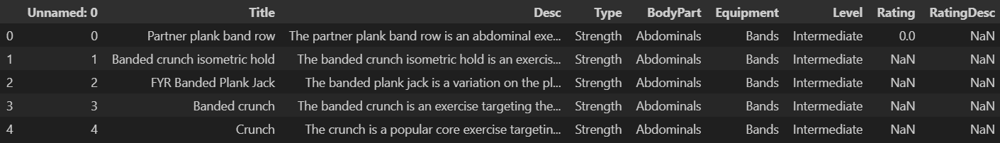 Unnamed: 0 Title Desc Type BodyPart Equipment Level Rating RatingDesc
0 0 Partner plank band row The partner plank band row is an abdominal exe... Strength Abdominals Bands Intermediate 0.0 NaN
1 1 Banded crunch isometric hold The banded crunch isometric hold is an exercis... Strength Abdominals Bands Intermediate NaN NaN
2 2 FYR Banded Plank Jack The banded plank jack is a variation on the pl... Strength Abdominals Bands Intermediate NaN NaN
3 3 Banded crunch The banded crunch is an exercise targeting the... Strength Abdominals Bands Intermediate NaN NaN
4 4 Crunch The crunch is a popular core exercise targetin... Strength Abdominals Bands Intermediate NaN NaN